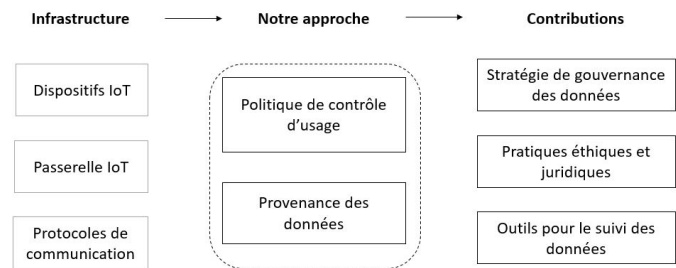 Infrastructure
Notre approche
Contributions
Dispositifs IoT
Passerelle IoT
Protocoles de
communication
Politique de contrôle
d’usage
Provenance des
données
Stratégie de gouvernance
des données
Pratiques éthiques et
juridiques
Outils pour le suivi des
données